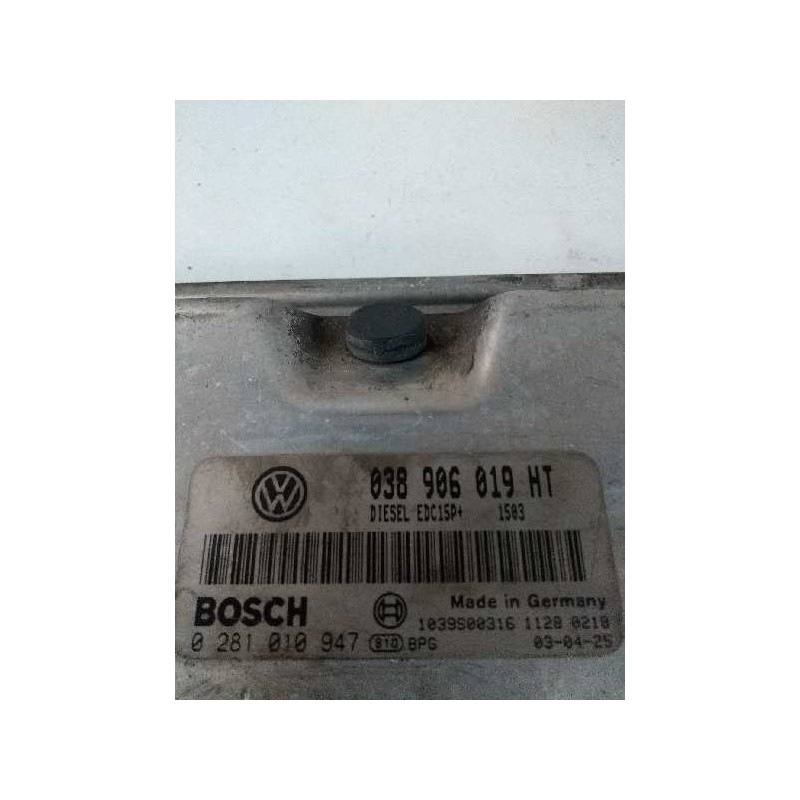 038 906 019 HT
DIESEL EDC15P+ 1503
BOSCH
Made in Germany
1039S00316 1128 0210
0 281 010 947 810 BPG 03-04-25